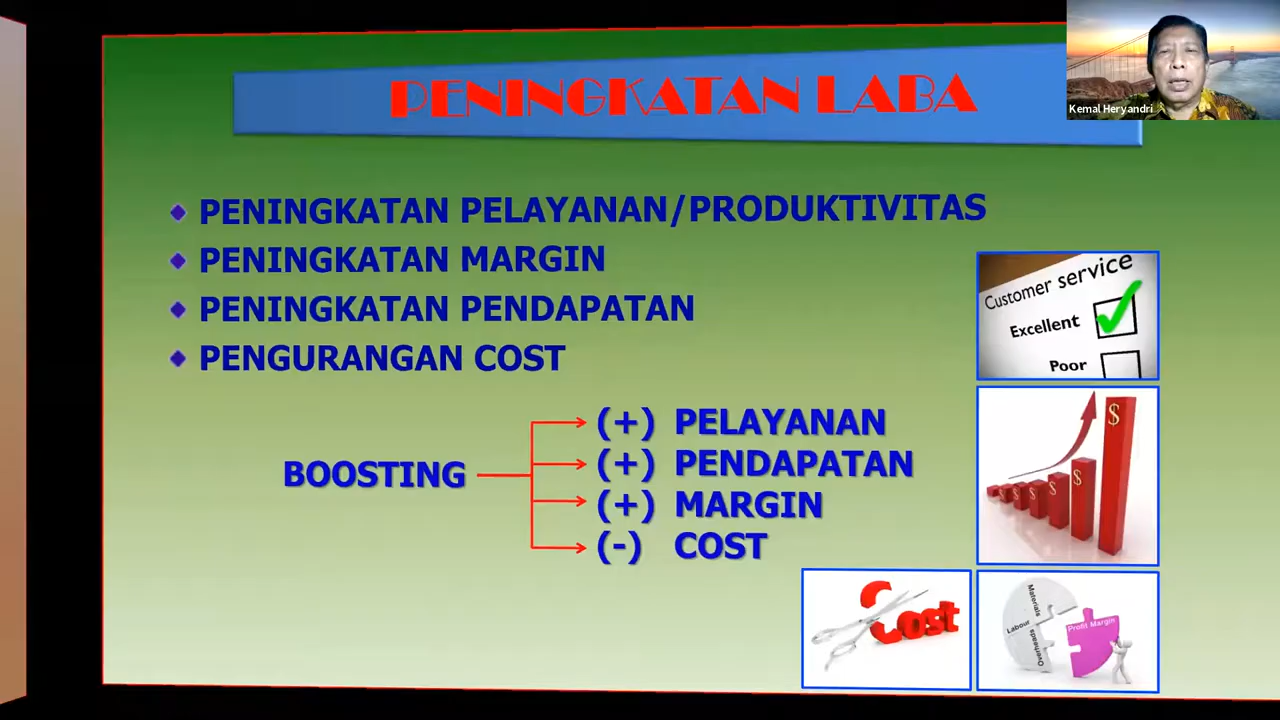 PENINGKATAN LABA
Kemal Heryandri
PENINGKATAN PELAYANAN/PRODUKTIVITAS
PENINGKATAN MARGIN
PENINGKATAN PENDAPATAN
PENGURANGAN COST
BOOSTING
(+) PELAYANAN
(+) PENDAPATAN
(+) MARGIN
(-) COST
Customer service
Excellent
Poor
$
$
$
$
$
$
Cost
Materials
Labour
Overheads
Profit Margin